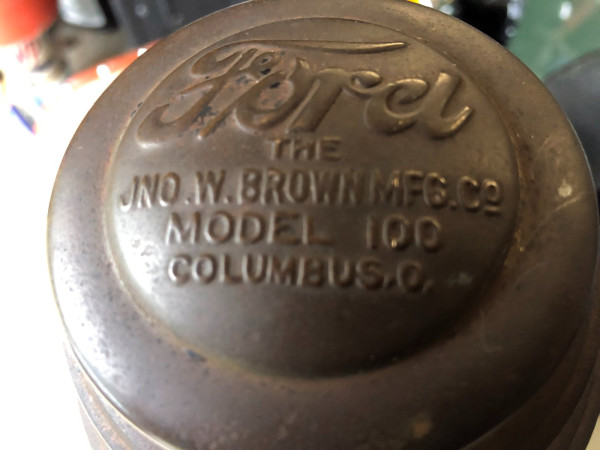 Ford
THE
JNO.W.BROWN MFG.Co
MODEL 100
COLUMBUS.O.